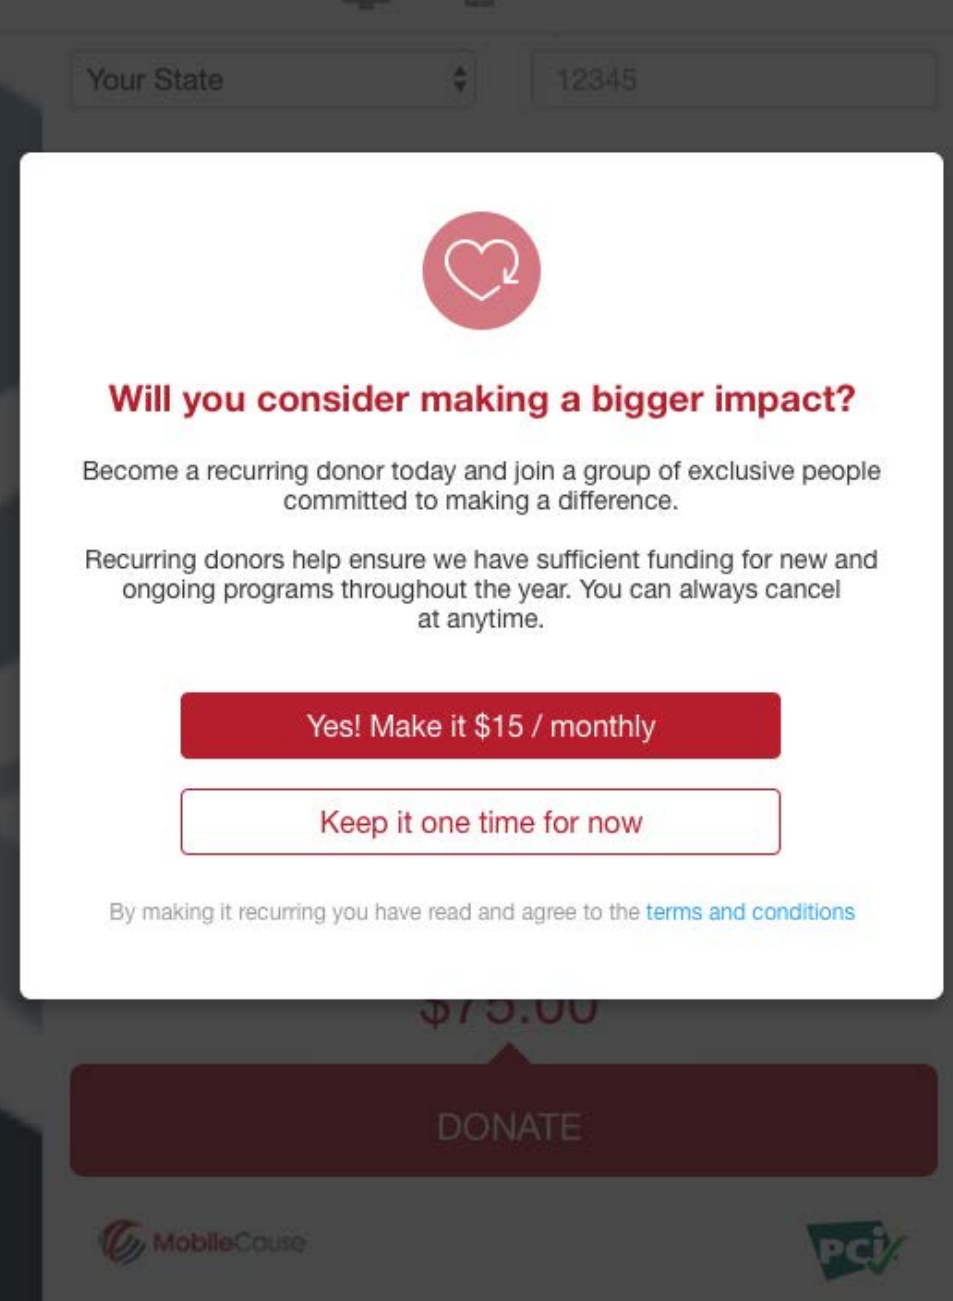 Your State
12345
Will you consider making a bigger impact?
Become a recurring donor today and join a group of exclusive people
committed to making a difference.
Recurring donors help ensure we have sufficient funding for new and
ongoing programs throughout the year. You can always cancel
at anytime.
Yes! Make it $15 / monthly
Keep it one time for now
By making it recurring you have read and agree to the terms and conditions
$75.00
DONATE
MobileCause
PCi